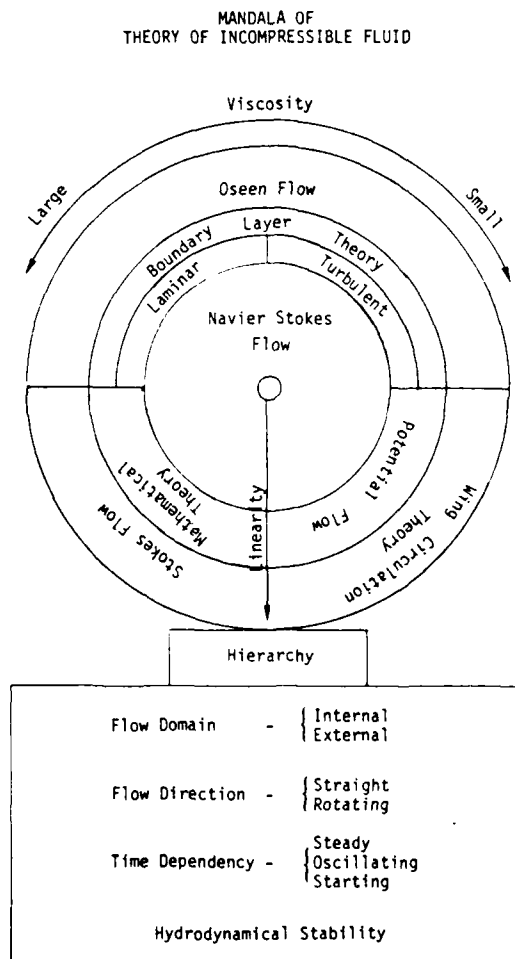 MANDALA OF
THEORY OF INCOMPRESSIBLE FLUID
Viscosity
Large
Small
Oseen Flow
Boundary Layer Theory
Laminar
Turbulent
Navier Stokes
Flow
Linearity
Mathematical
Theory
Stokes Flow
Potential
Flow
Wing
Theory
Circulation
Hierarchy
Flow Domain - { Internal
External
Flow Direction - { Straight
Rotating
Time Dependency - { Steady
Oscillating
Starting
Hydrodynamical Stability